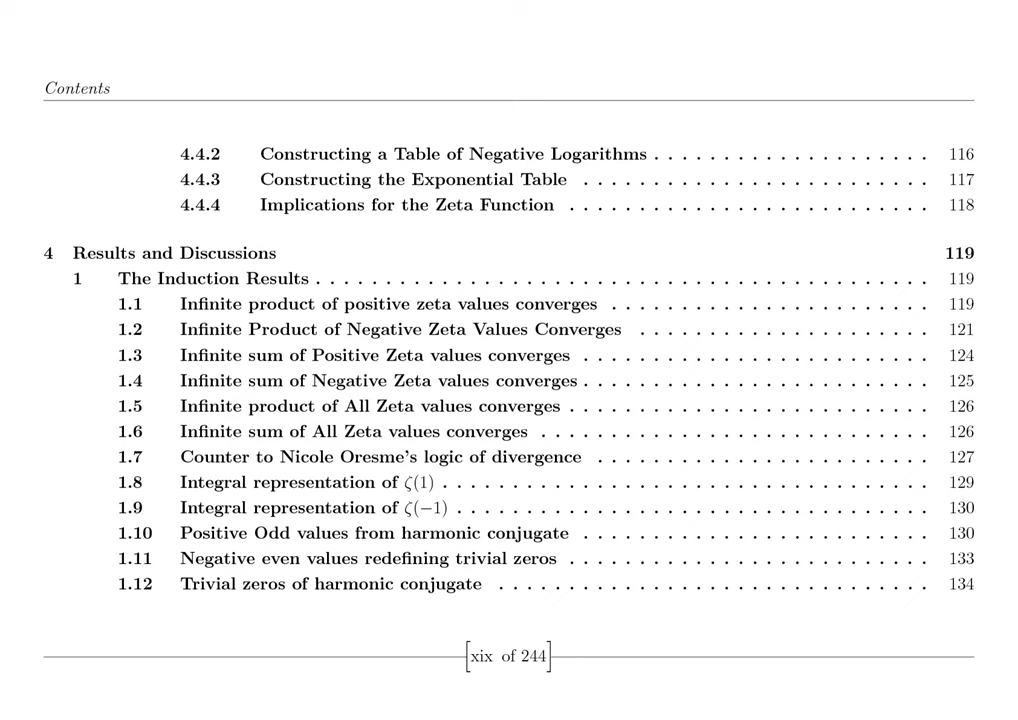 Contents
4.4.2 Constructing a Table of Negative Logarithms . . . . . . . . . . . . . . . . . . . . 116
4.4.3 Constructing the Exponential Table . . . . . . . . . . . . . . . . . . . . . . . . . 117
4.4.4 Implications for the Zeta Function . . . . . . . . . . . . . . . . . . . . . . . . . . 118
4 Results and Discussions 119
1 The Induction Results . . . . . . . . . . . . . . . . . . . . . . . . . . . . . . . . . . . . . . . . . . . . 119
1.1 Infinite product of positive zeta values converges . . . . . . . . . . . . . . . . . . . . . . . 119
1.2 Infinite Product of Negative Zeta Values Converges . . . . . . . . . . . . . . . . . . . . . 121
1.3 Infinite sum of Positive Zeta values converges . . . . . . . . . . . . . . . . . . . . . . . . . 124
1.4 Infinite sum of Negative Zeta values converges . . . . . . . . . . . . . . . . . . . . . . . . . 125
1.5 Infinite product of All Zeta values converges . . . . . . . . . . . . . . . . . . . . . . . . . . 126
1.6 Infinite sum of All Zeta values converges . . . . . . . . . . . . . . . . . . . . . . . . . . . . 126
1.7 Counter to Nicole Oresme's logic of divergence . . . . . . . . . . . . . . . . . . . . . . . . 127
1.8 Integral representation of ζ(1) . . . . . . . . . . . . . . . . . . . . . . . . . . . . . . . . . . . 129
1.9 Integral representation of ζ(−1) . . . . . . . . . . . . . . . . . . . . . . . . . . . . . . . . . . 130
1.10 Positive Odd values from harmonic conjugate . . . . . . . . . . . . . . . . . . . . . . . . . 130
1.11 Negative even values redefining trivial zeros . . . . . . . . . . . . . . . . . . . . . . . . . . 133
1.12 Trivial zeros of harmonic conjugate . . . . . . . . . . . . . . . . . . . . . . . . . . . . . . . 134
[xix of 244]